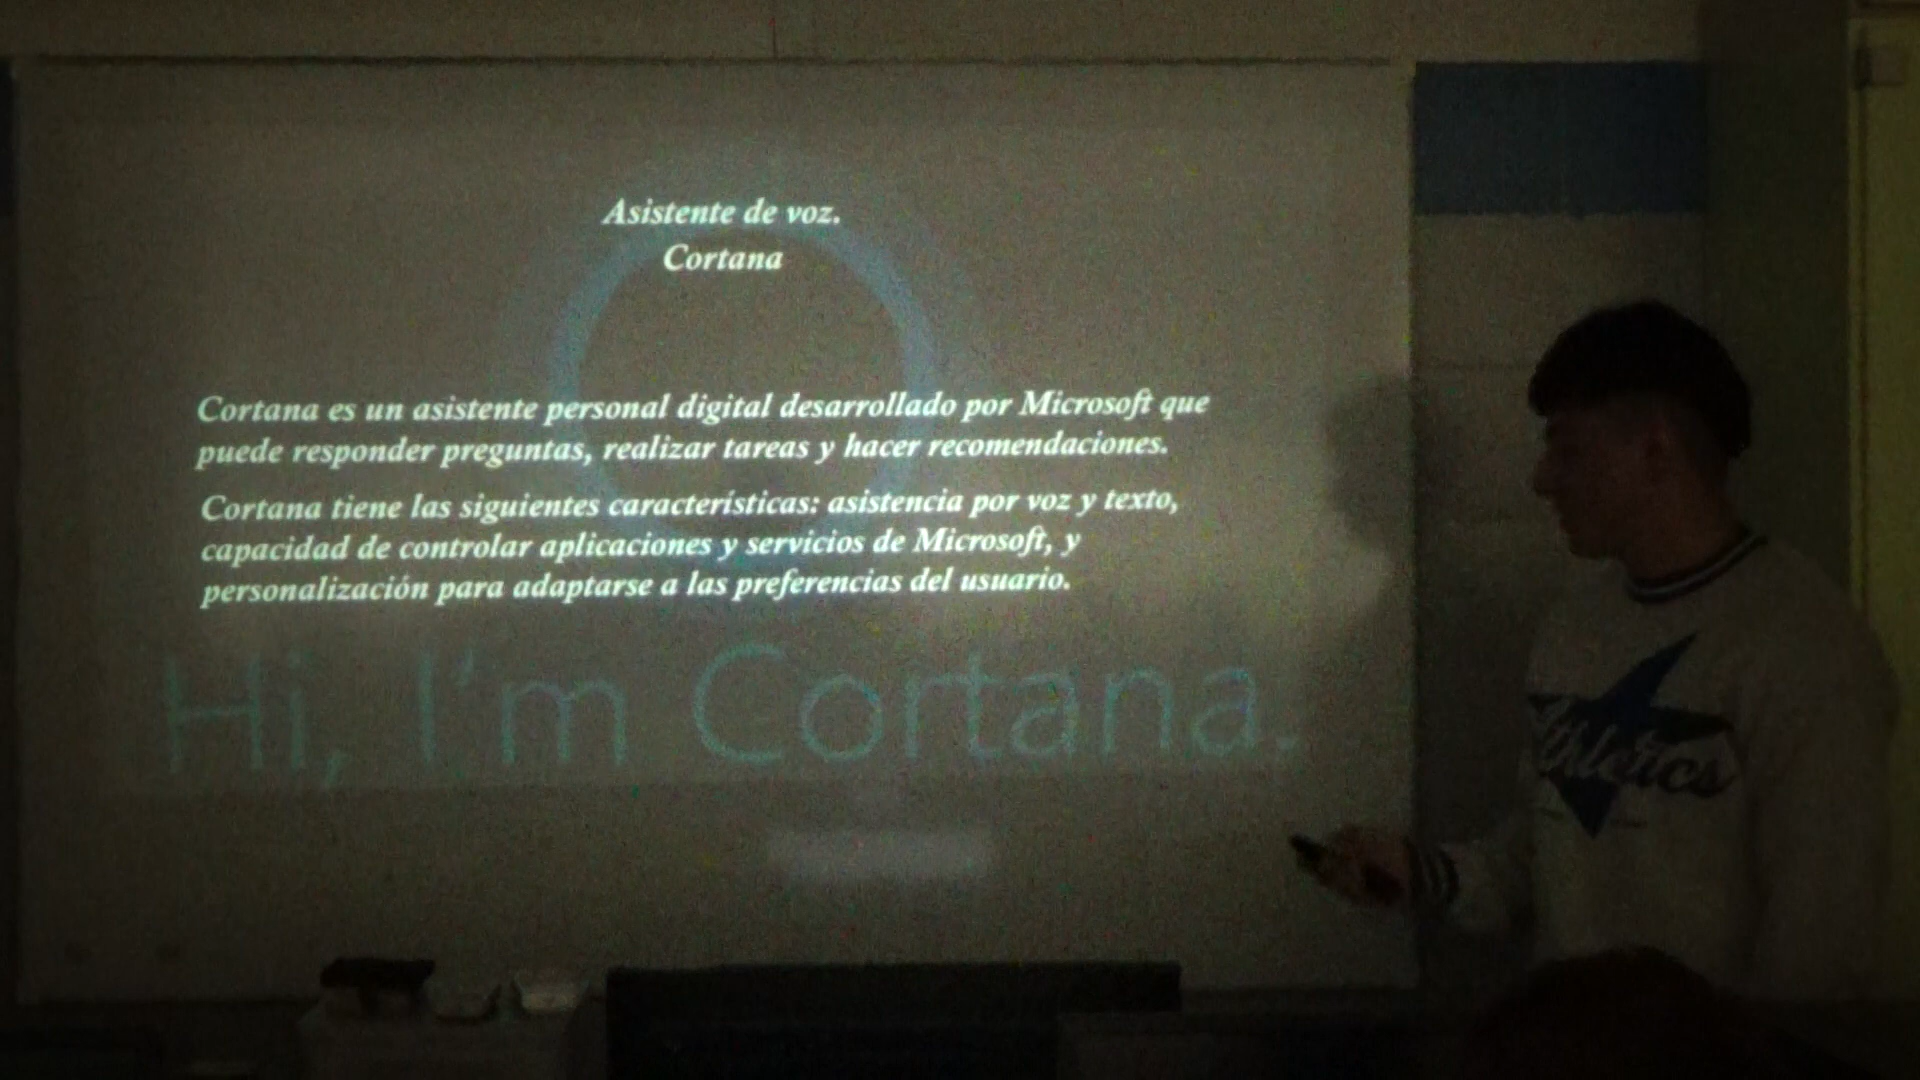 Asistente de voz.
Cortana
Cortana es un asistente personal digital desarrollado por Microsoft que
puede responder preguntas, realizar tareas y hacer recomendaciones.
Cortana tiene las siguientes características: asistencia por voz y texto,
capacidad de controlar aplicaciones y servicios de Microsoft, y
personalización para adaptarse a las preferencias del usuario.
Hi, I'm Cortana.
Athletics